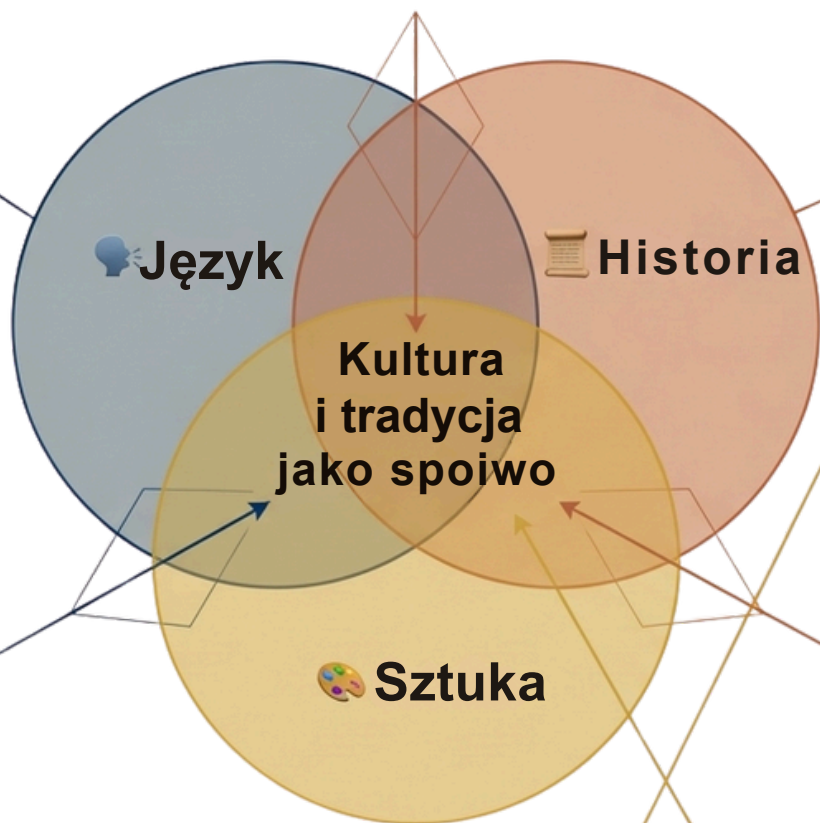 Język
Historia
Kultura
i tradycja
jako spoiwo
Sztuka